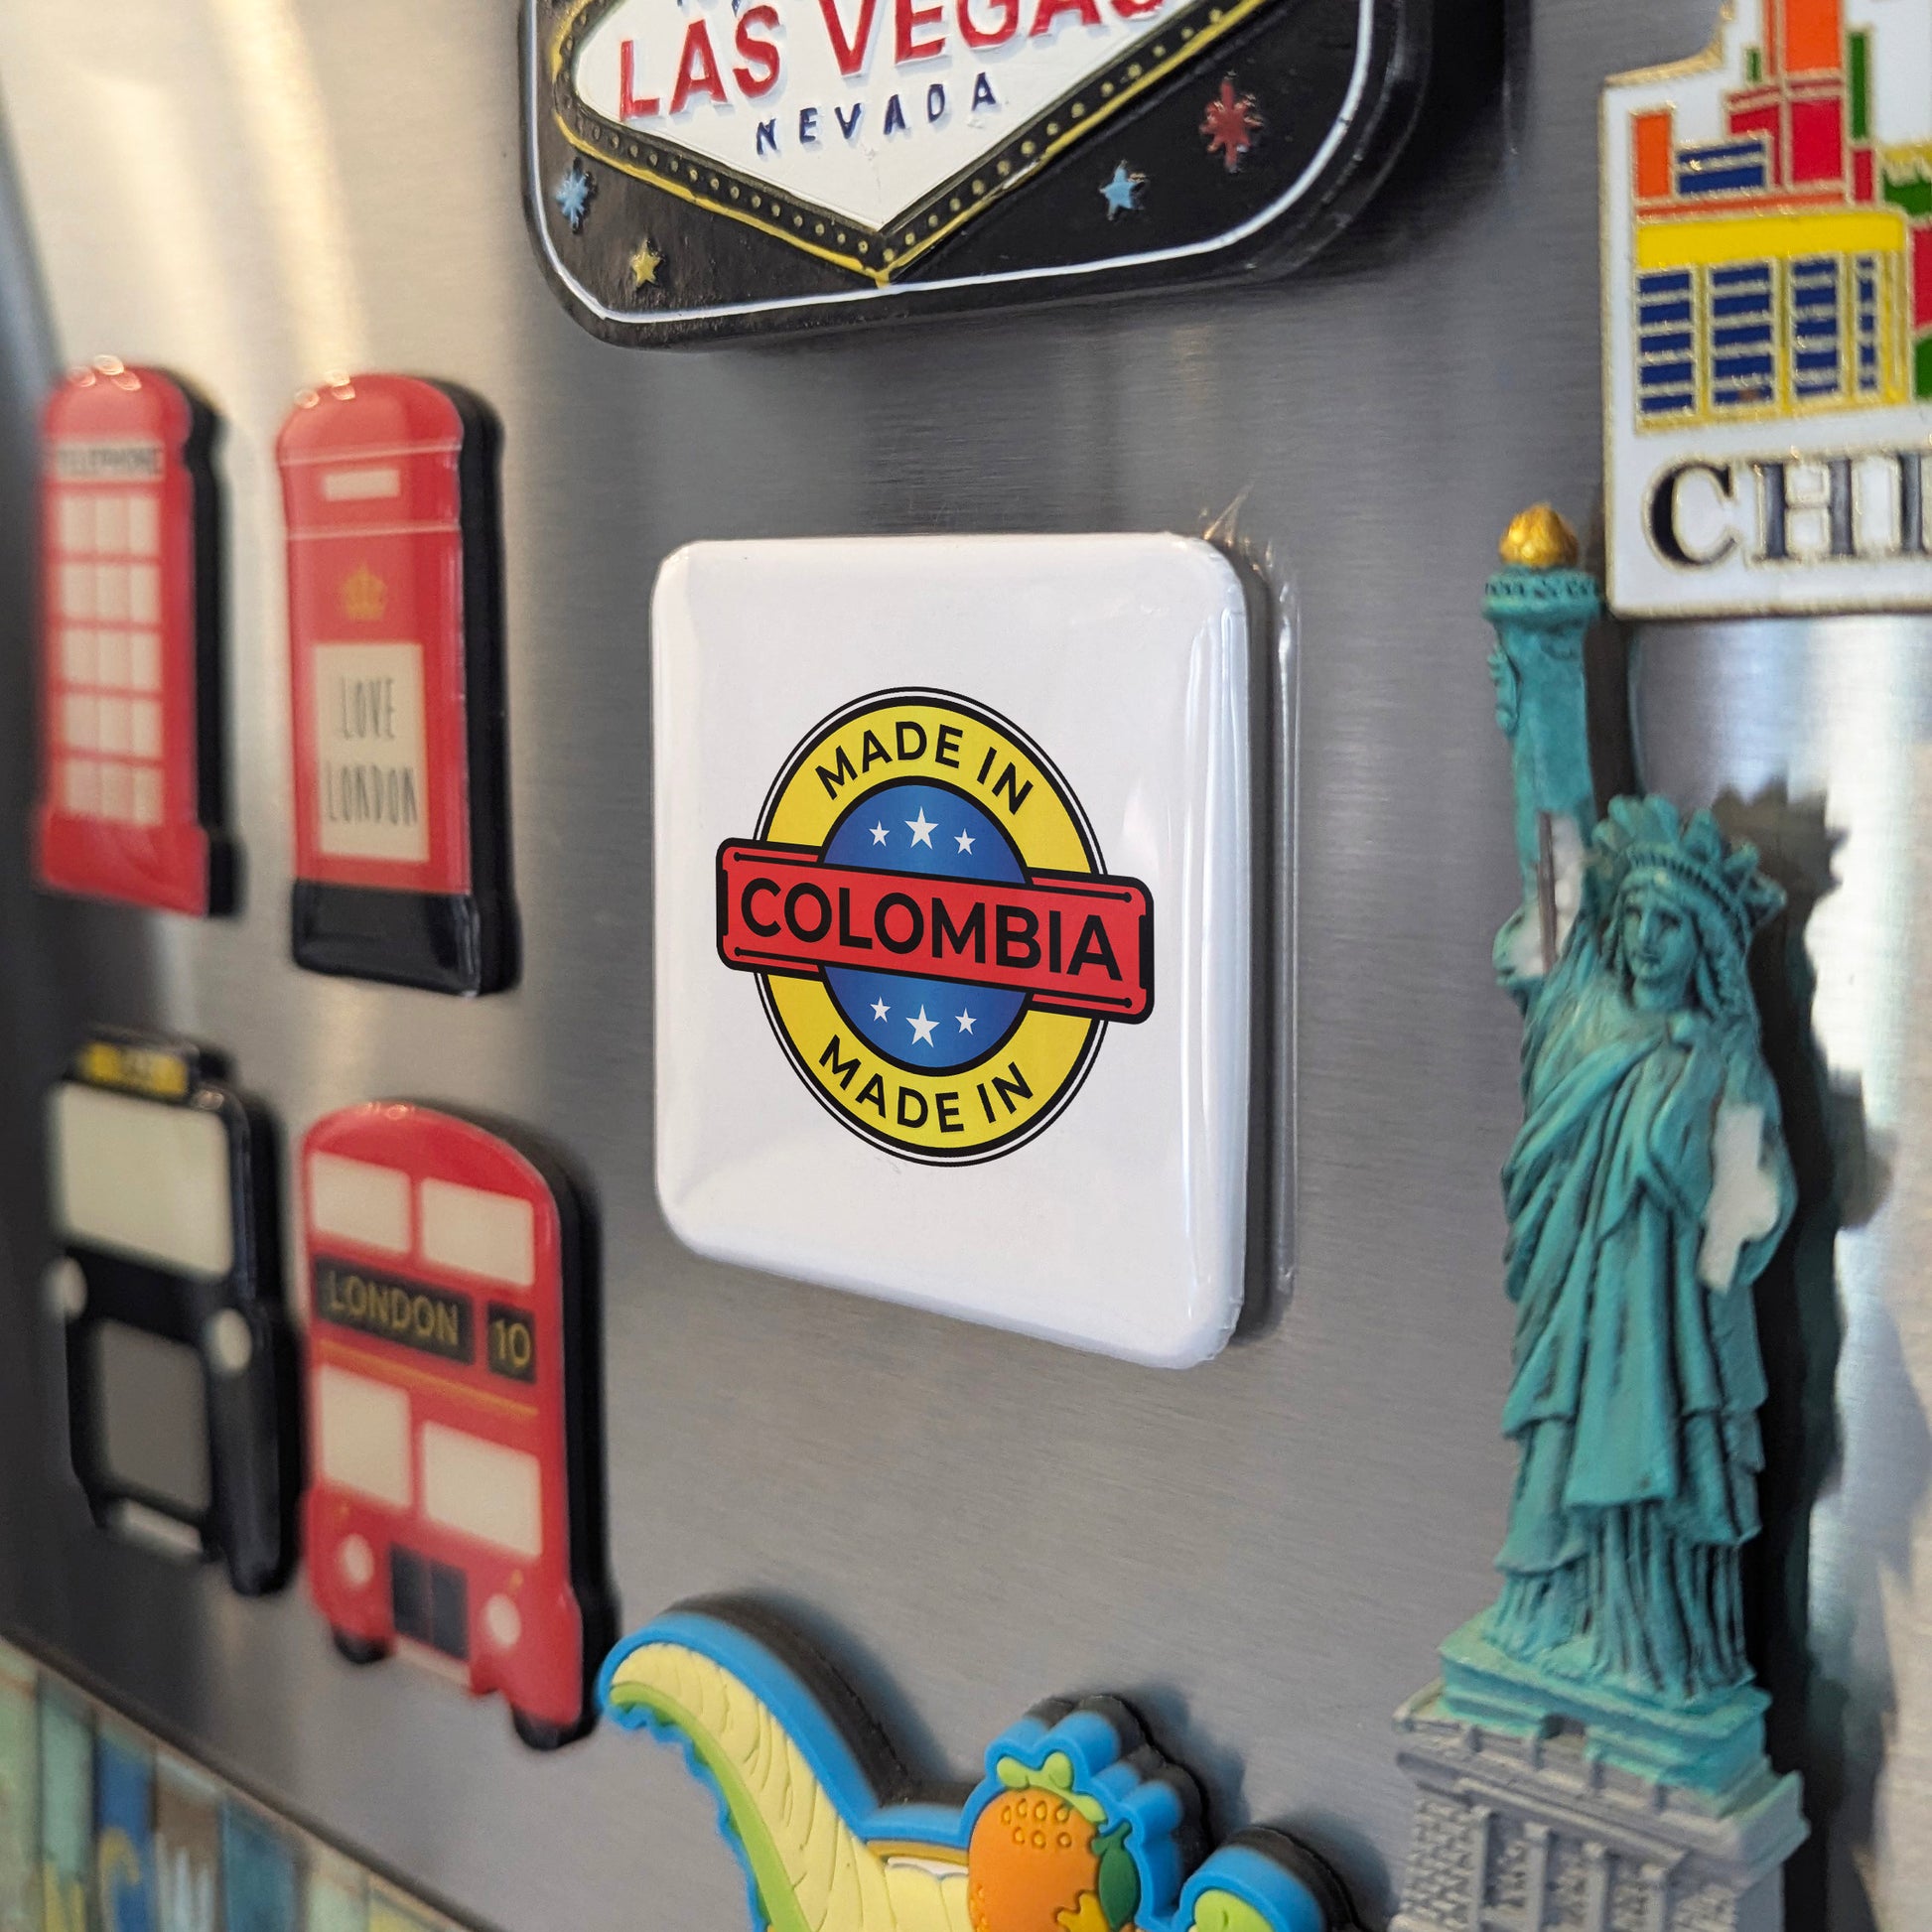 LAS VEGAS
NEVADA
TELEPHONE
CHI
LOVE
LONDON
MADE IN
COLOMBIA
MADE IN
LONDON 10